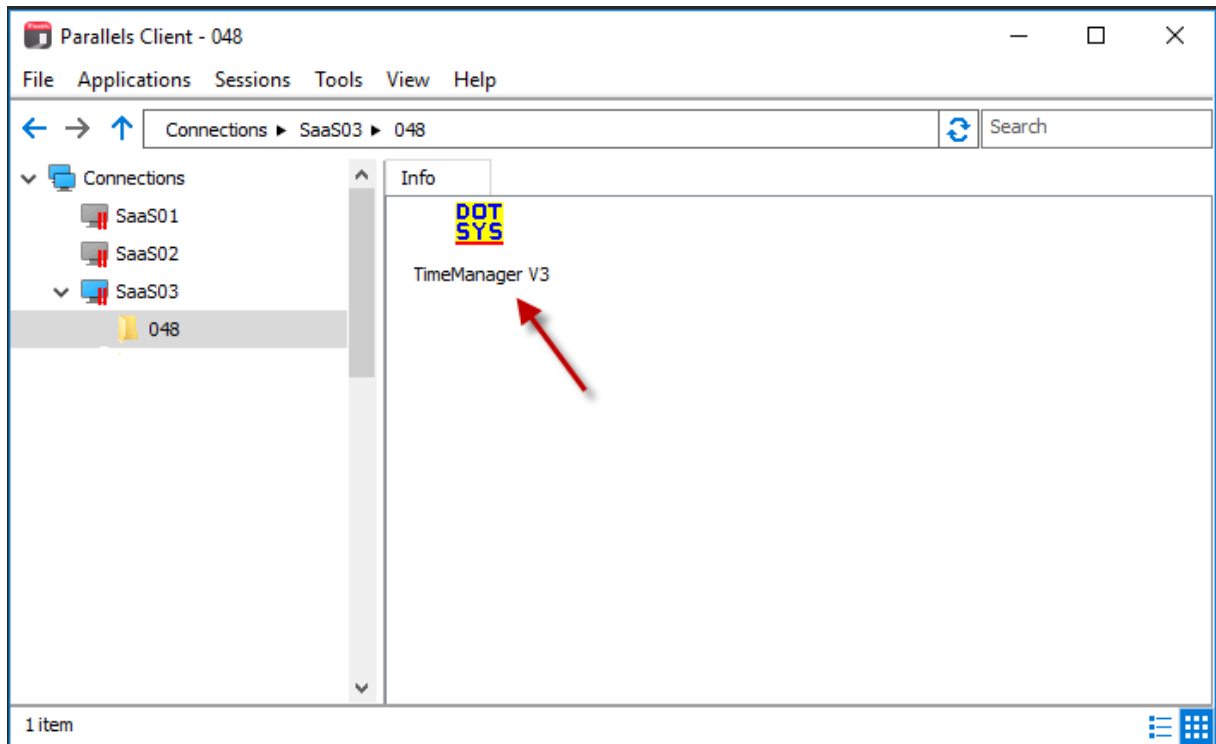 Parallels Client - 048
File Applications Sessions Tools View Help
Connections SaaS03 048
Search
Connections
SaaS01
SaaS02
SaaS03
048
Info
DOT
SYS
TimeManager V3
1 item